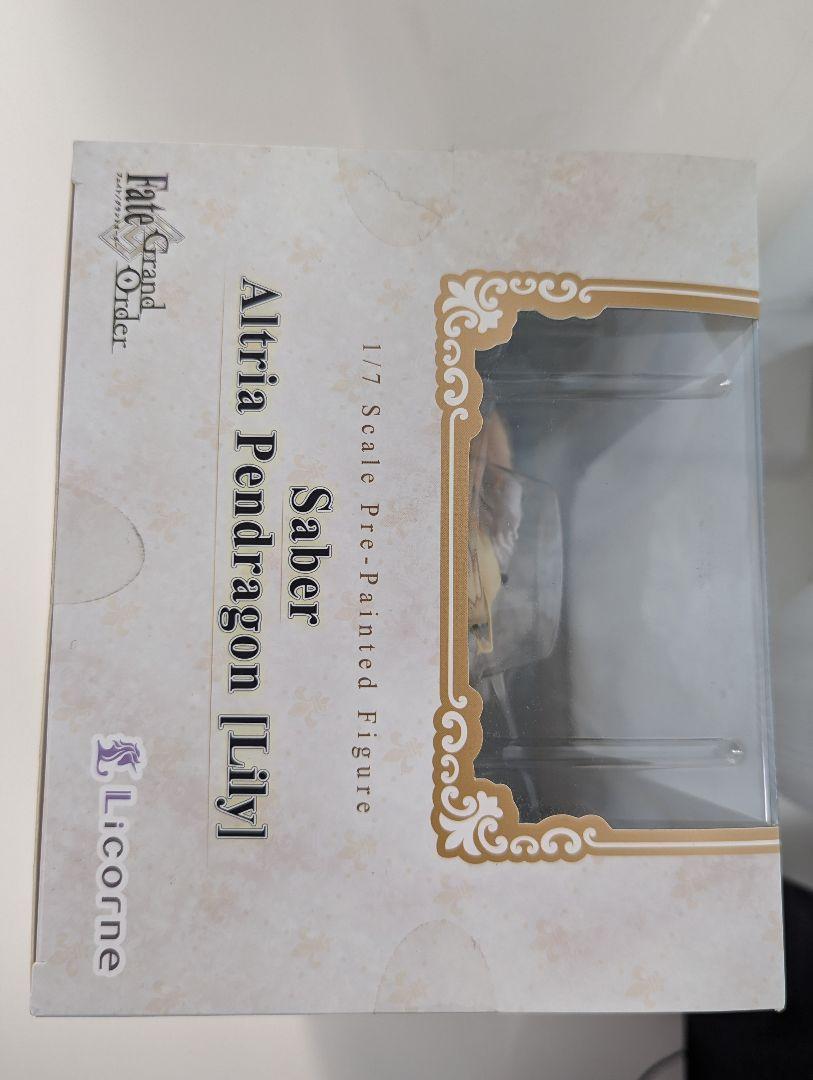 1/7 Scale Pre-Painted Figure
Saber
Altria Pendragon [Lily]
Fate
Grand
Order
Licorne